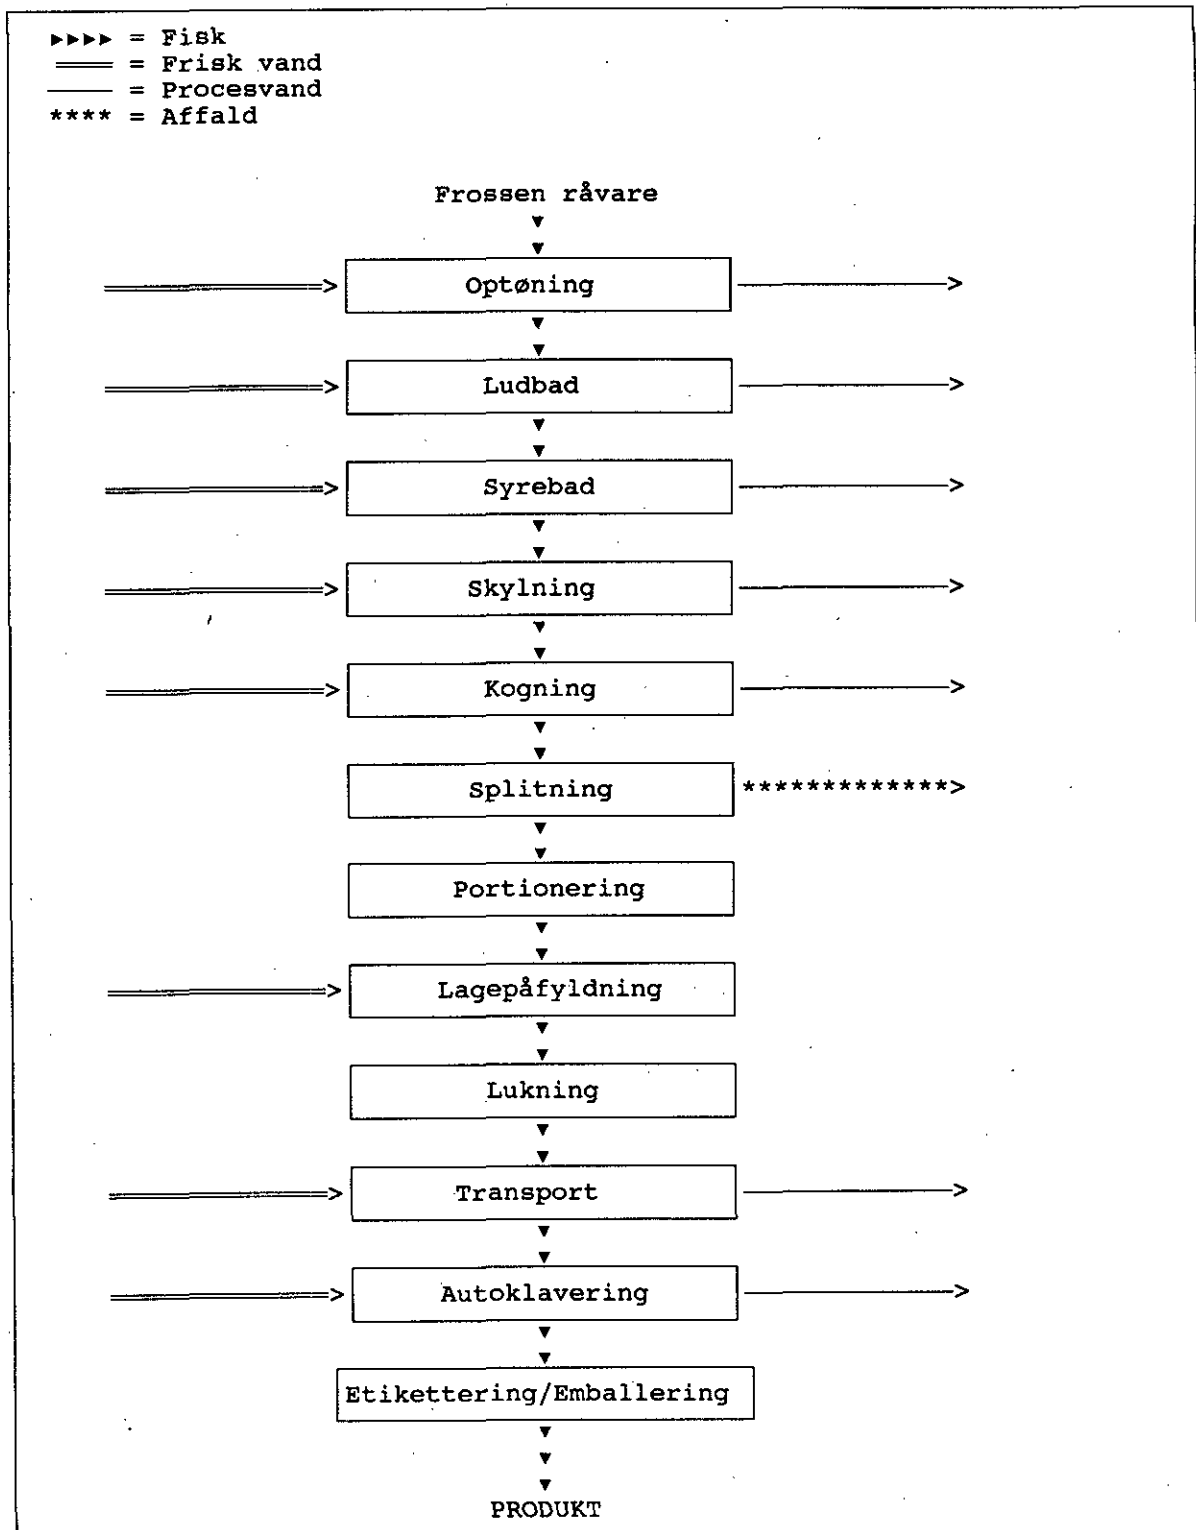 ►►►► = Fisk
════ = Frisk vand
──── = Procesvand
**** = Affald
Frossen råvare
Optøning
Ludbad
Syrebad
Skylning
Kogning
Splitning *************>
Portionering
Lagepåfyldning
Lukning
Transport
Autoklavering
Etikettering/Emballering
PRODUKT